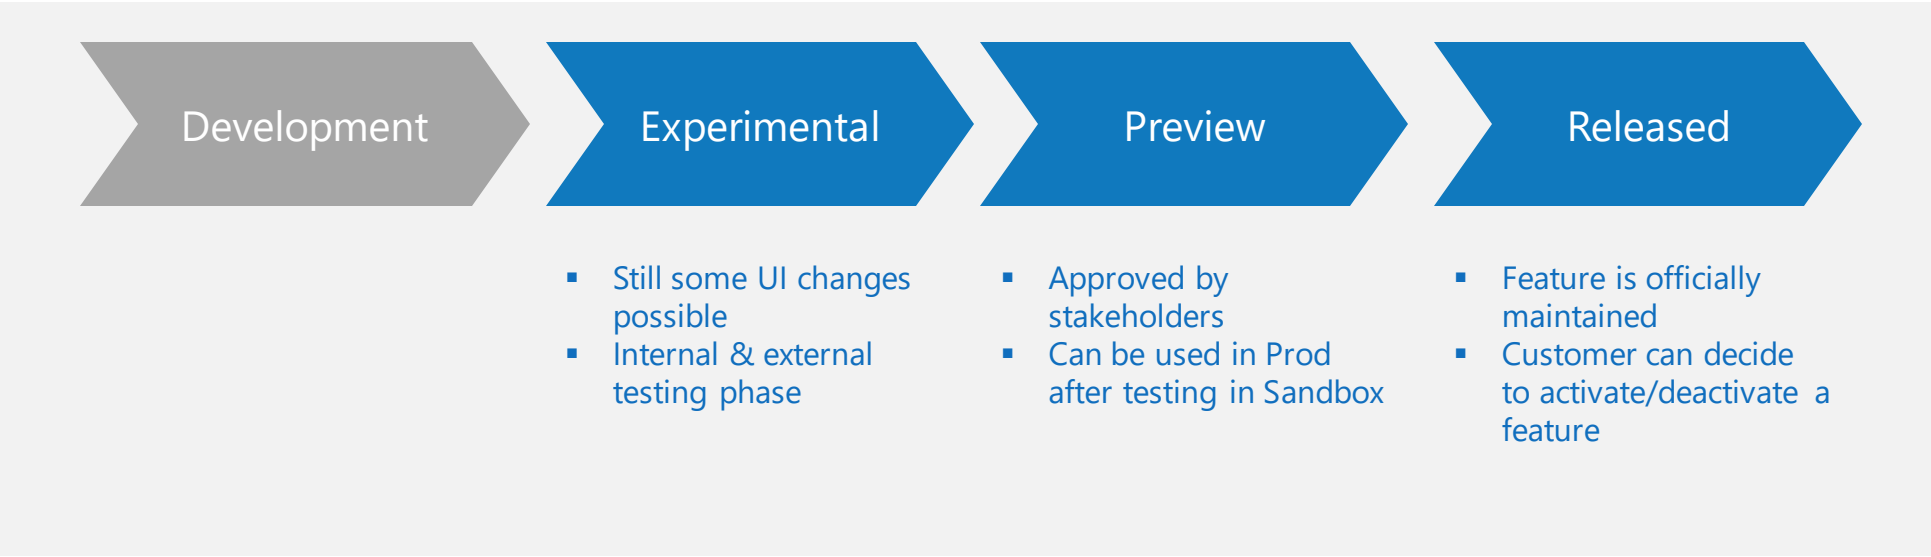 Development
Experimental
Preview
Released
▪ Still some UI changes
possible
▪ Internal & external
testing phase
▪ Approved by
stakeholders
▪ Can be used in Prod
after testing in Sandbox
▪ Feature is officially
maintained
▪ Customer can decide
to activate/deactivate a
feature